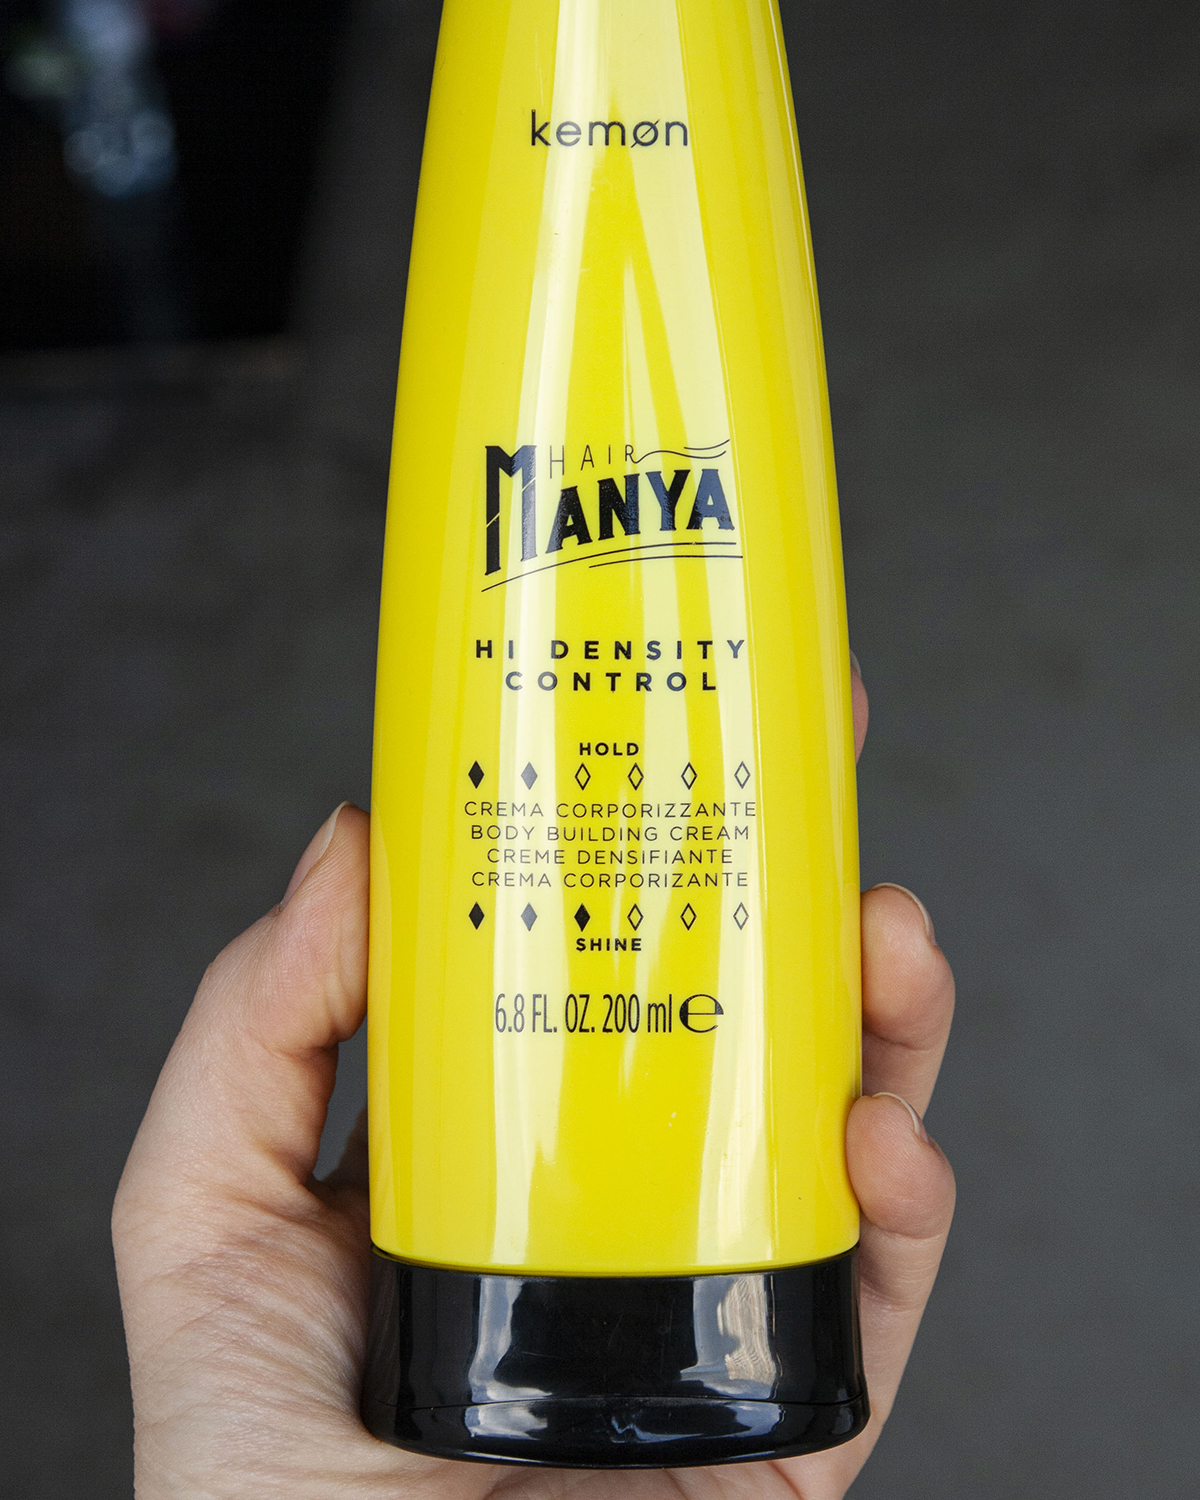 kemøn
HAIR
MANYA
HI DENSITY
CONTROL
HOLD
CREMA CORPORIZZANTE
BODY BUILDING CREAM
CREME DENSIFIANTE
CREMA CORPORIZANTE
SHINE
6.8 FL. OZ. 200 ml ℮